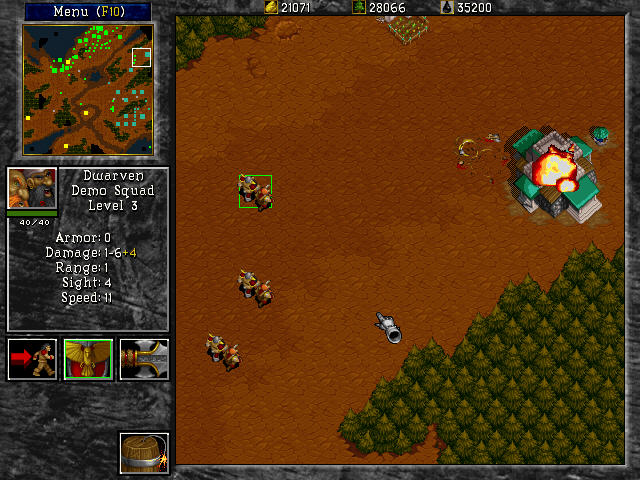 Menu (F10)
21071
28066
35200
Dwarven
Demo Squad
Level 3
40/40
Armor: 0
Damage: 1-6+4
Range: 1
Sight: 4
Speed: 11